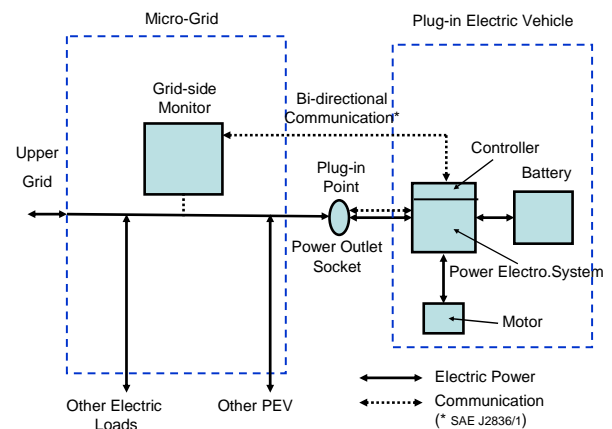 Micro-Grid
Plug-in Electric Vehicle
Grid-side
Monitor
Bi-directional
Communication*
Controller
Battery
Upper
Grid
Plug-in
Point
Power Outlet
Socket
Power Electro.System
Motor
Other Electric
Loads
Other PEV
Electric Power
Communication
(* SAE J2836/1)